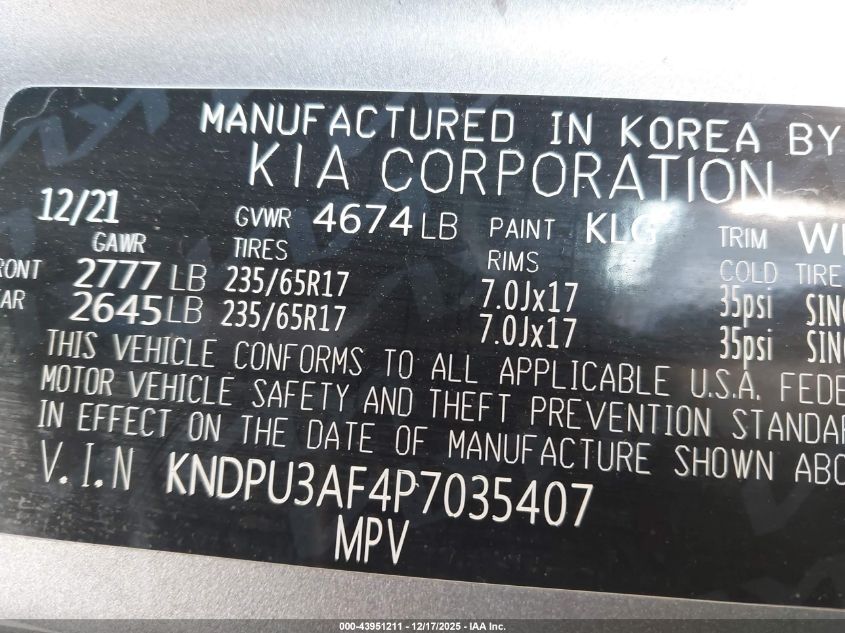 MANUFACTURED IN KOREA BY
KIA CORPORATION
12/21 GVWR 4674 LB PAINT KLG TRIM
GAWR TIRES RIMS COLD TIRE
2777 LB 235/65R17 7.0Jx17 35psi
2645 LB 235/65R17 7.0Jx17 35psi
THIS VEHICLE CONFORMS TO ALL APPLICABLE U.S.A. FEDE
MOTOR VEHICLE SAFETY AND THEFT PREVENTION STANDA
IN EFFECT ON THE DATE OF MANUFACTURE SHOWN ABO
V.I.N KNDPU3AF4P7035407
MPV
000-43951211 - 12/17/2025 - IAA Inc.